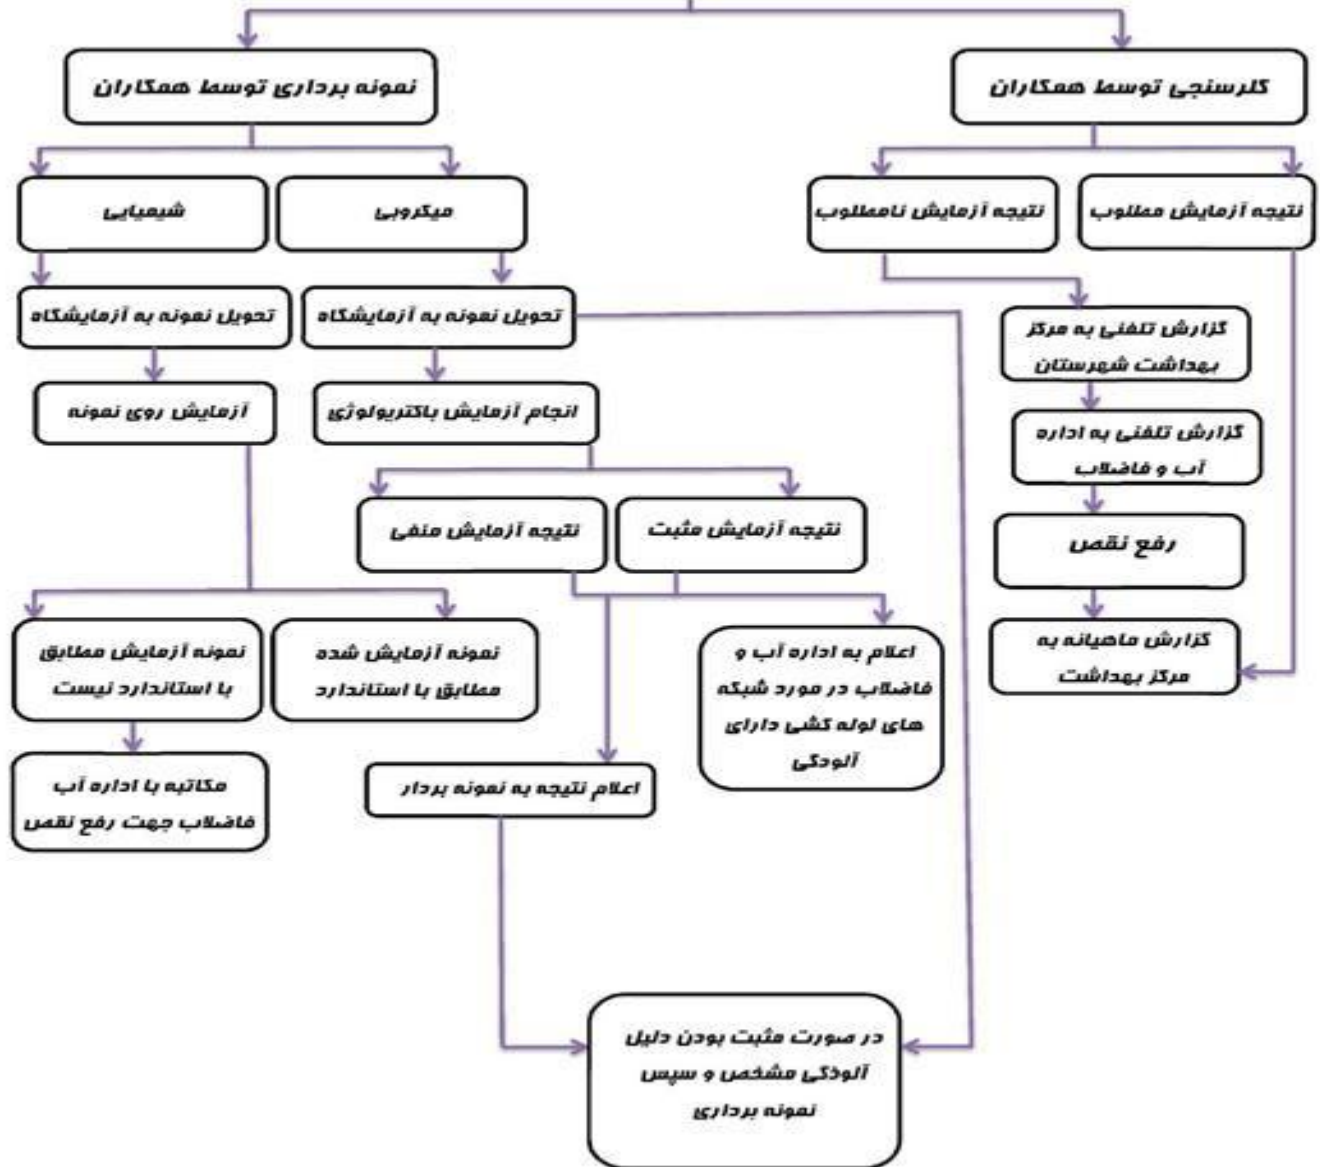 کلرسنجی توسط همکاران
نمونه برداری توسط همکاران
نتیجه آزمایش مطلوب
نتیجه آزمایش نامطلوب
میکروبی
شیمیایی
گزارش تلفنی به مرکز
بهداشت شهرستان
تحویل نمونه به آزمایشگاه
تحویل نمونه به آزمایشگاه
گزارش تلفنی به اداره
آب و فاضلاب
انجام آزمایش باکتریولوژی
آزمایش روی نمونه
رفع نقص
نتیجه آزمایش مثبت
نتیجه آزمایش منفی
گزارش ماهیانه به
مرکز بهداشت
اعلام به اداره آب و
فاضلاب در مورد شبکه
های لوله کشی دارای
آلودگی
نمونه آزمایش شده
مطابق با استاندارد
نمونه آزمایش مطابق
با استاندارد نیست
اعلام نتیجه به نمونه بردار
مکاتبه با اداره آب
فاضلاب جهت رفع نقص
در صورت مثبت بودن دلیل
آلوذگی مشخص و سپس
نمونه برداری